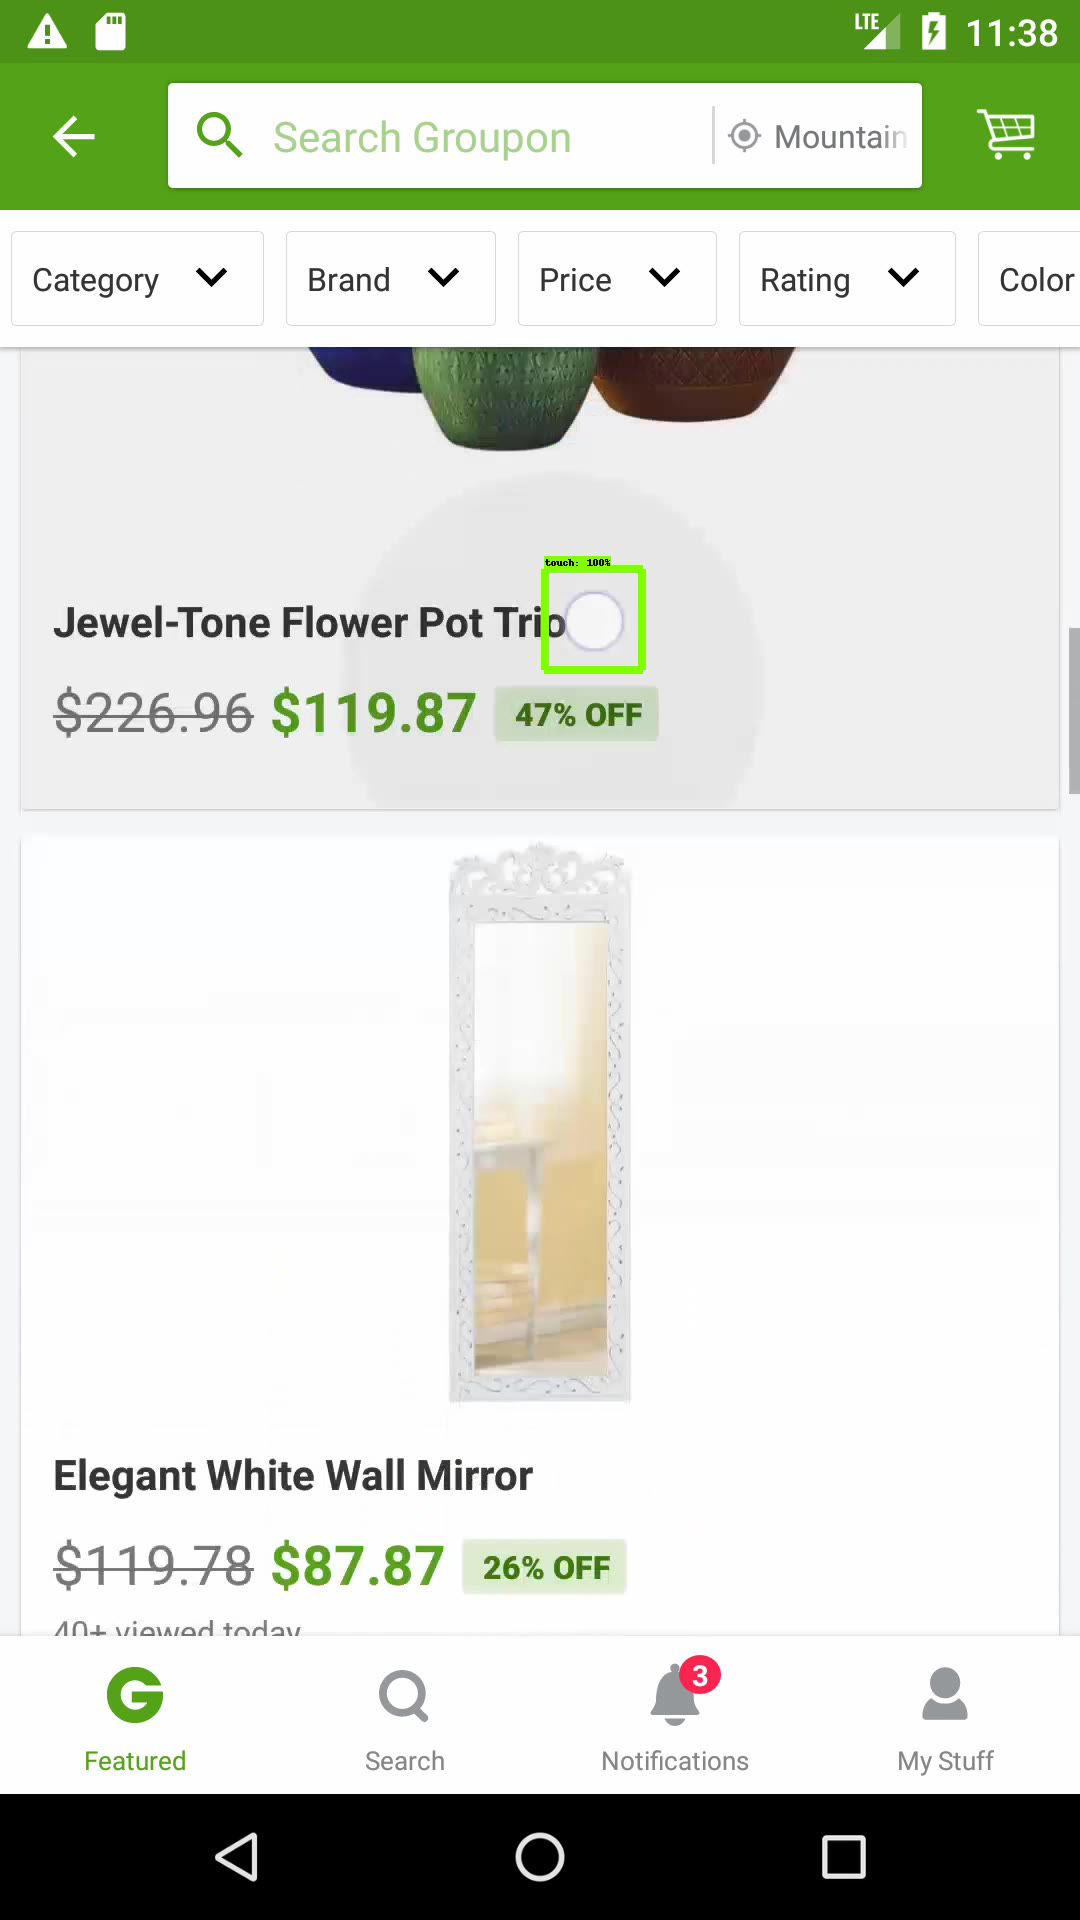 LTE 11:38
Search Groupon Mountain
Category Brand Price Rating Color
touch: 100%
Jewel-Tone Flower Pot Trio
$226.96 $119.87 47% OFF
Elegant White Wall Mirror
$119.78 $87.87 26% OFF
40+ viewed today
3
Featured Search Notifications My Stuff